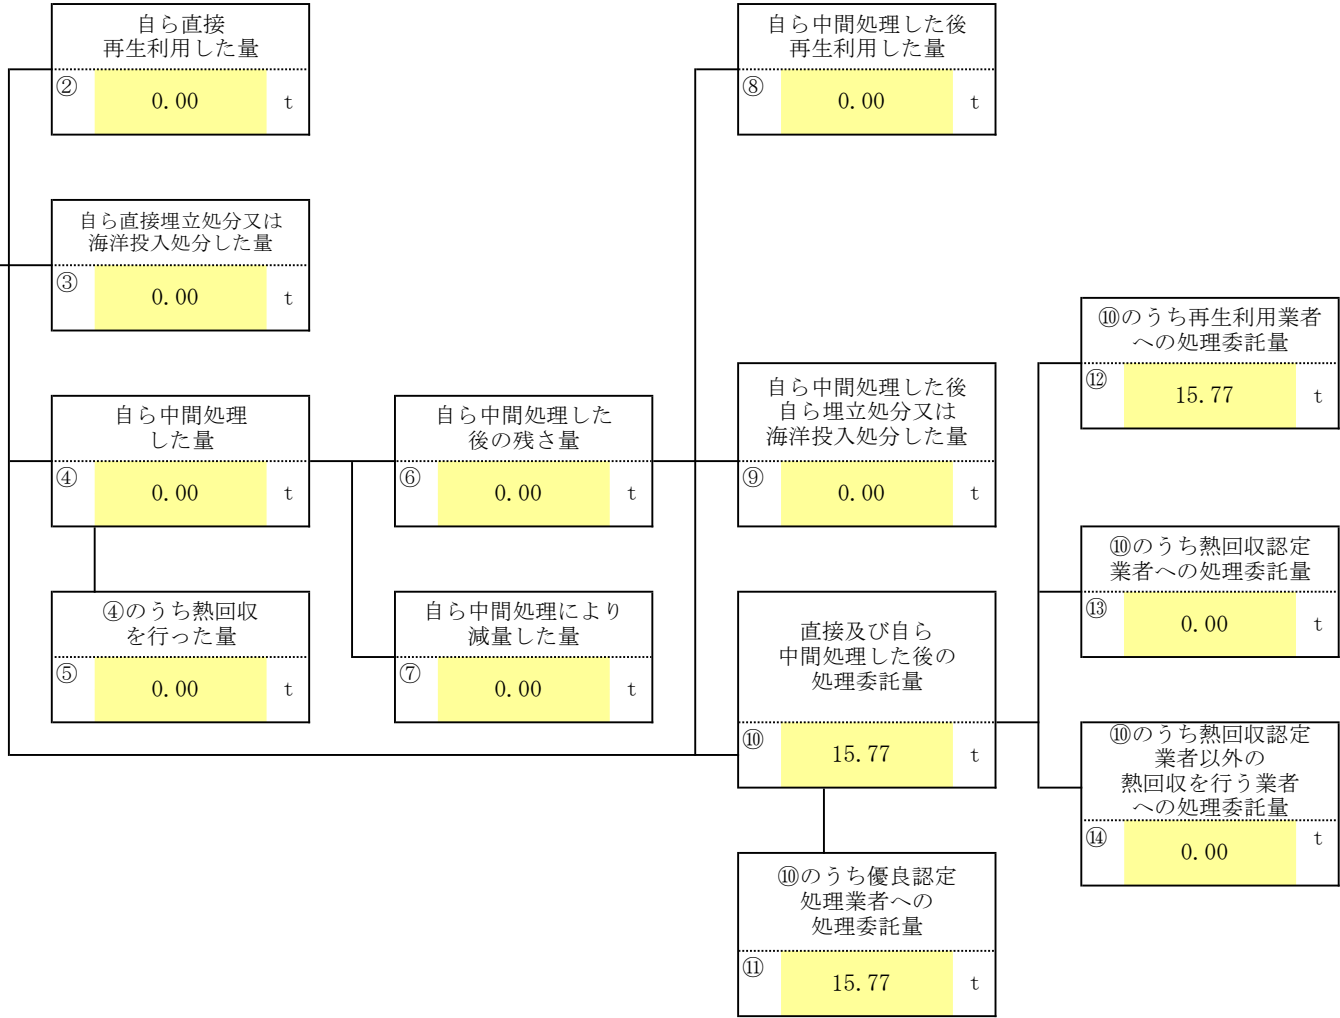 自ら直接
再生利用した量
② 0.00 t
自ら中間処理した後
再生利用した量
⑧ 0.00 t
自ら直接埋立処分又は
海洋投入処分した量
③ 0.00 t
⑩のうち再生利用業者
への処理委託量
⑫ 15.77 t
自ら中間処理
した量
④ 0.00 t
自ら中間処理した
後の残さ量
⑥ 0.00 t
自ら中間処理した後
自ら埋立処分又は
海洋投入処分した量
⑨ 0.00 t
⑩のうち熱回収認定
業者への処理委託量
⑬ 0.00 t
④のうち熱回収
を行った量
⑤ 0.00 t
自ら中間処理により
減量した量
⑦ 0.00 t
直接及び自ら
中間処理した後の
処理委託量
⑩ 15.77 t
⑩のうち熱回収認定
業者以外の
熱回収を行う業者
への処理委託量
⑭ 0.00 t
⑩のうち優良認定
処理業者への
処理委託量
⑪ 15.77 t